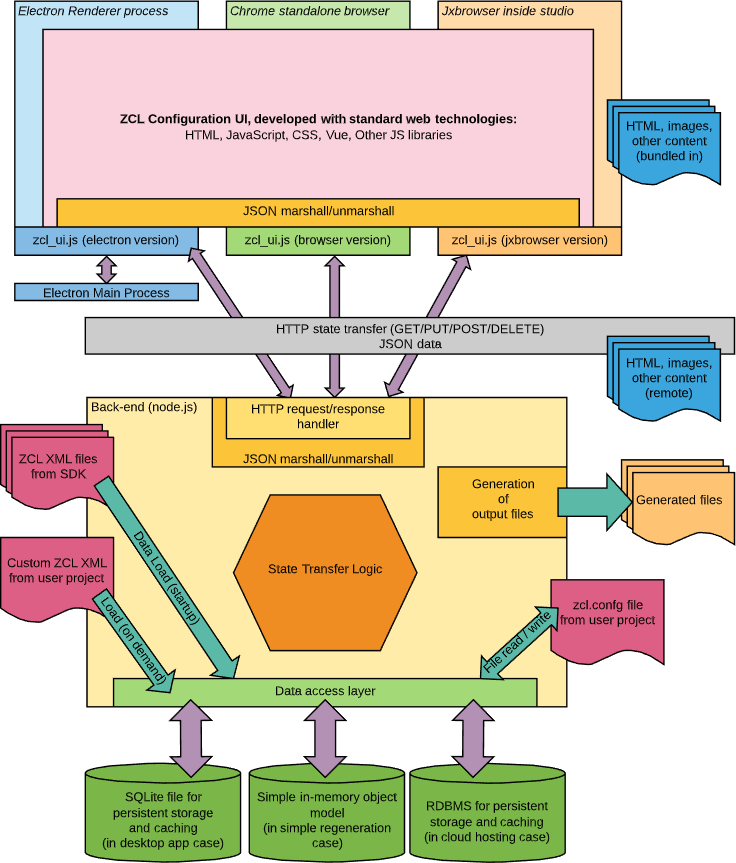 Electron Renderer process
Chrome standalone browser
Jxbrowser inside studio
ZCL Configuration UI, developed with standard web technologies:
HTML, JavaScript, CSS, Vue, Other JS libraries
HTML, images,
other content
(bundled in)
JSON marshall/unmarshall
zcl_ui.js (electron version)
zcl_ui.js (browser version)
zcl_ui.js (jxbrowser version)
Electron Main Process
HTTP state transfer (GET/PUT/POST/DELETE)
JSON data
HTML, images,
other content
(remote)
Back-end (node.js)
HTTP request/response
handler
JSON marshall/unmarshall
ZCL XML files
from SDK
Generation
of
output files
Generated files
Data Load (startup)
State Transfer Logic
Custom ZCL XML
from user project
Load (on demand)
zcl.confg file
from user project
File read / write
Data access layer
SQLite file for
persistent storage
and caching
(in desktop app case)
Simple in-memory object
model
(in simple regeneration
case)
RDBMS for persistent
storage and caching
(in cloud hosting case)